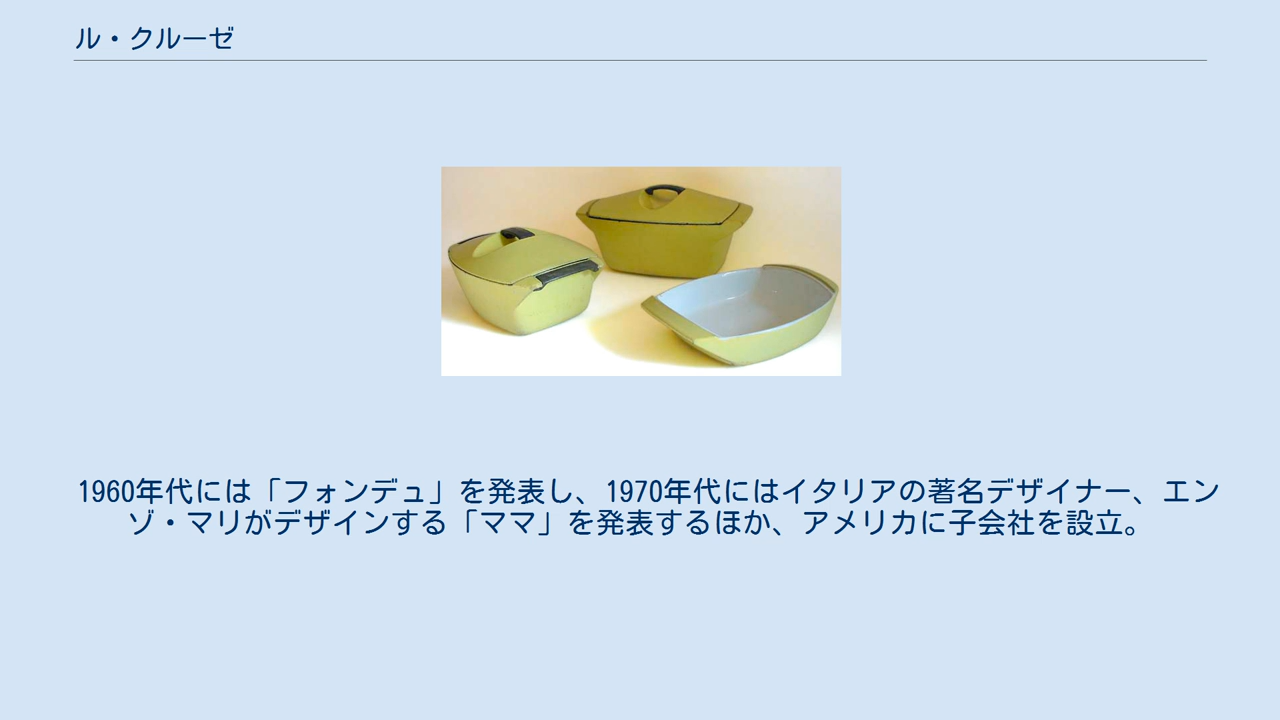 ル・クルーゼ
1960年代には「フォンデュ」を発表し、1970年代にはイタリアの著名デザイナー、エン
ゾ・マリがデザインする「ママ」を発表するほか、アメリカに子会社を設立。